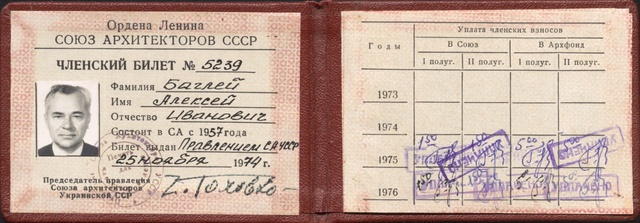 Ордена Ленина
СОЮЗ АРХИТЕКТОРОВ СССР
ЧЛЕНСКИЙ БИЛЕТ № 5239
Фамилия Баглей
Имя Алексей
Отчество Иванович
Состоит в СА с 1957 года
Билет выдан Правлением СА УССР
25 ноября 1974 г.
Председатель правления
Союза архитекторов
Украинской ССР
Годы
Уплата членских взносов
В Союз
В Архфонд
I полуг.
II полуг.
I полуг.
II полуг.
1973
1974
1975
1976